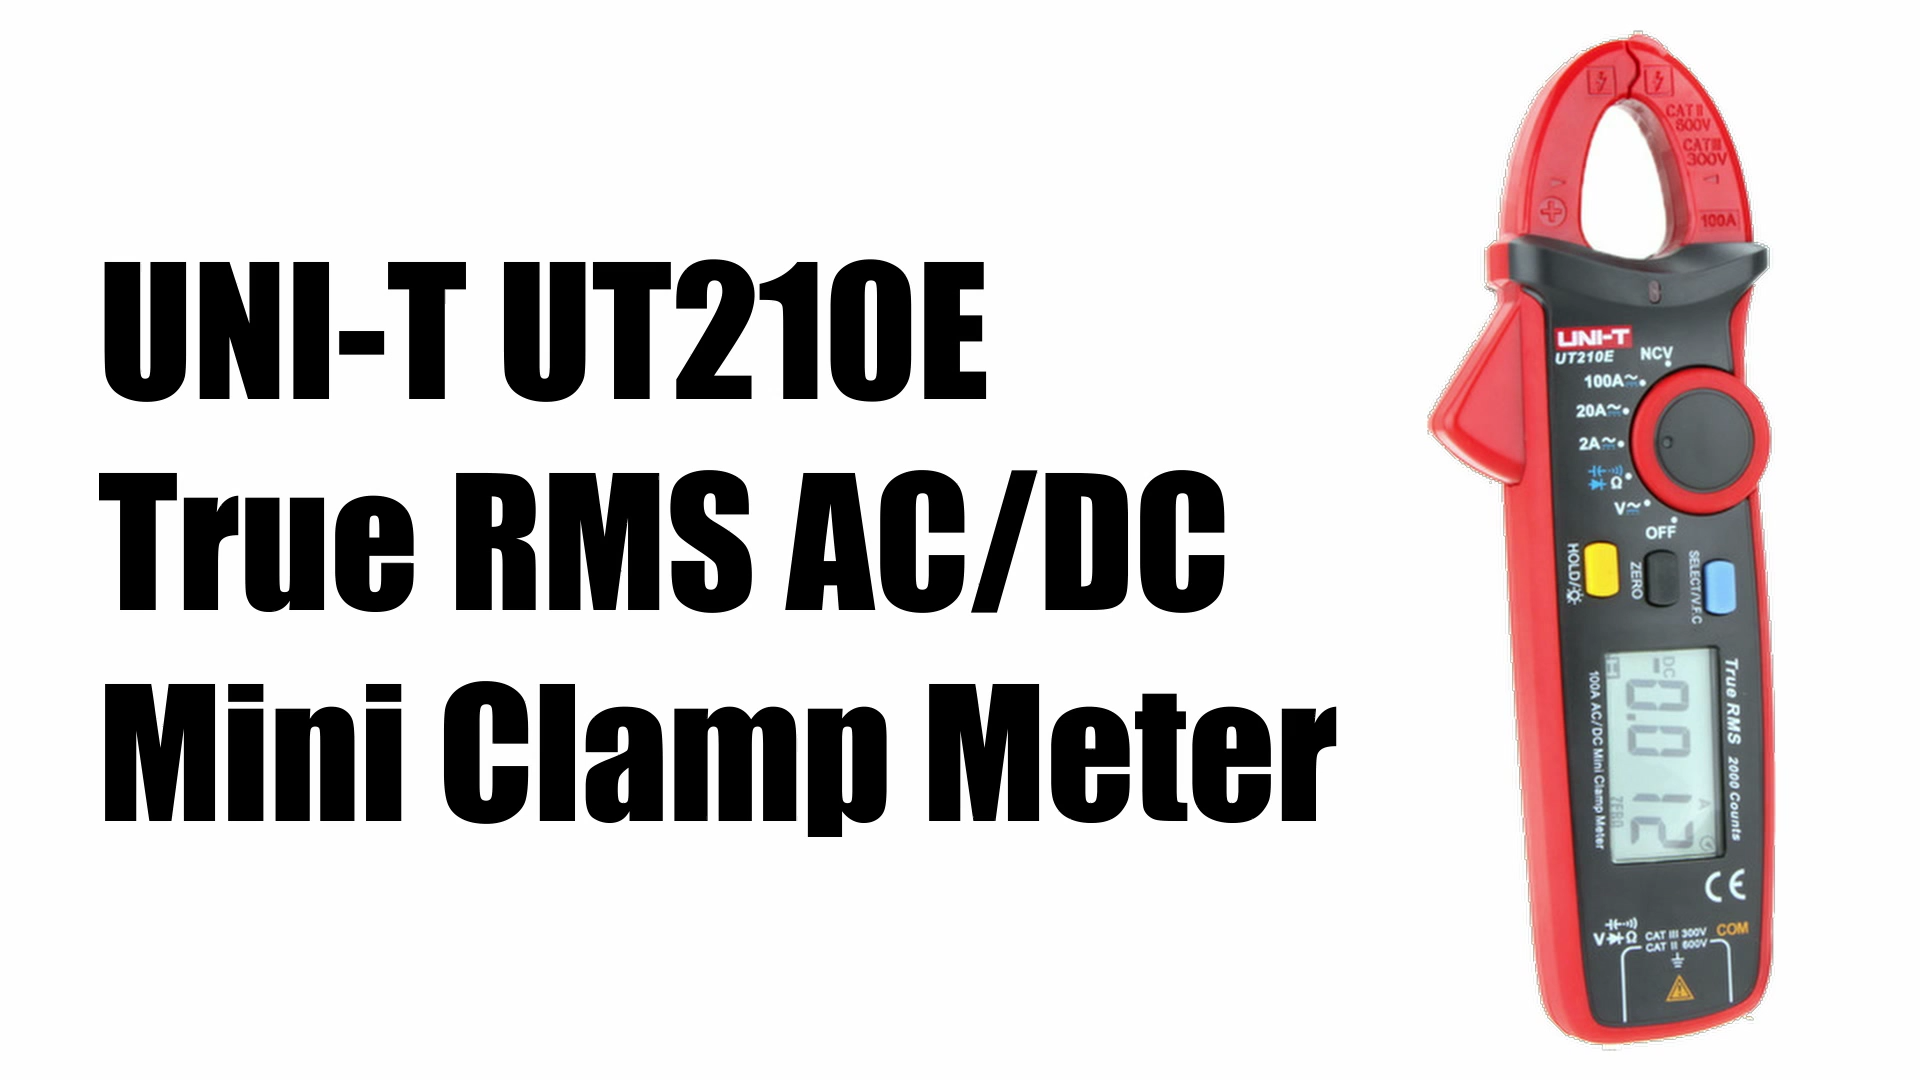 UNI-T UT210E
True RMS AC/DC
Mini Clamp Meter
CAT II
600V
CAT III
300V
100A
UNI-T
UT210E
NCV
100A
20A
2A
Ω
V
OFF
HOLD/
ZERO
SELECT/V.F.C
DC
H
-0.012
A
ZERO
True RMS 2000 Counts
100A AC/DC Mini Clamp Meter
CE
V Ω
CAT III 300V
CAT II 600V
COM